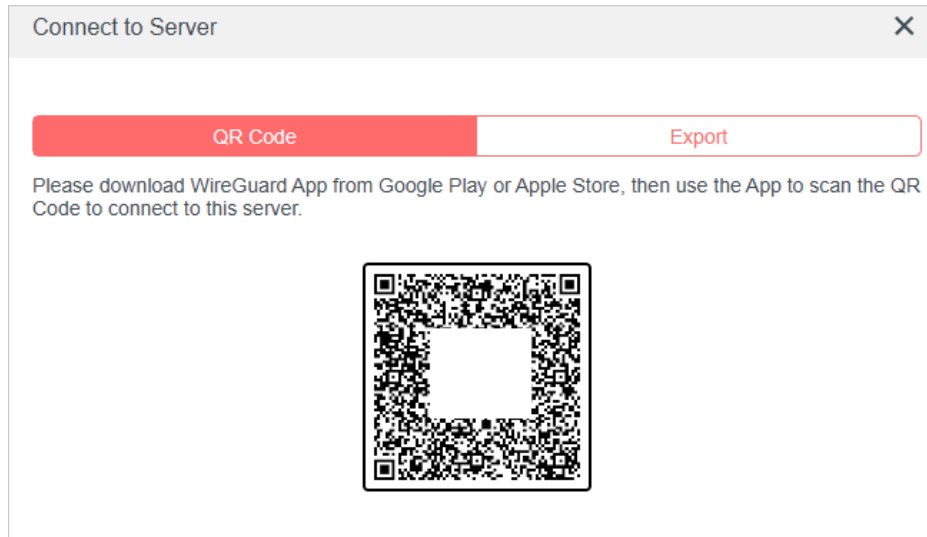 Connect to Server
QR Code
Export
Please download WireGuard App from Google Play or Apple Store, then use the App to scan the QR
Code to connect to this server.